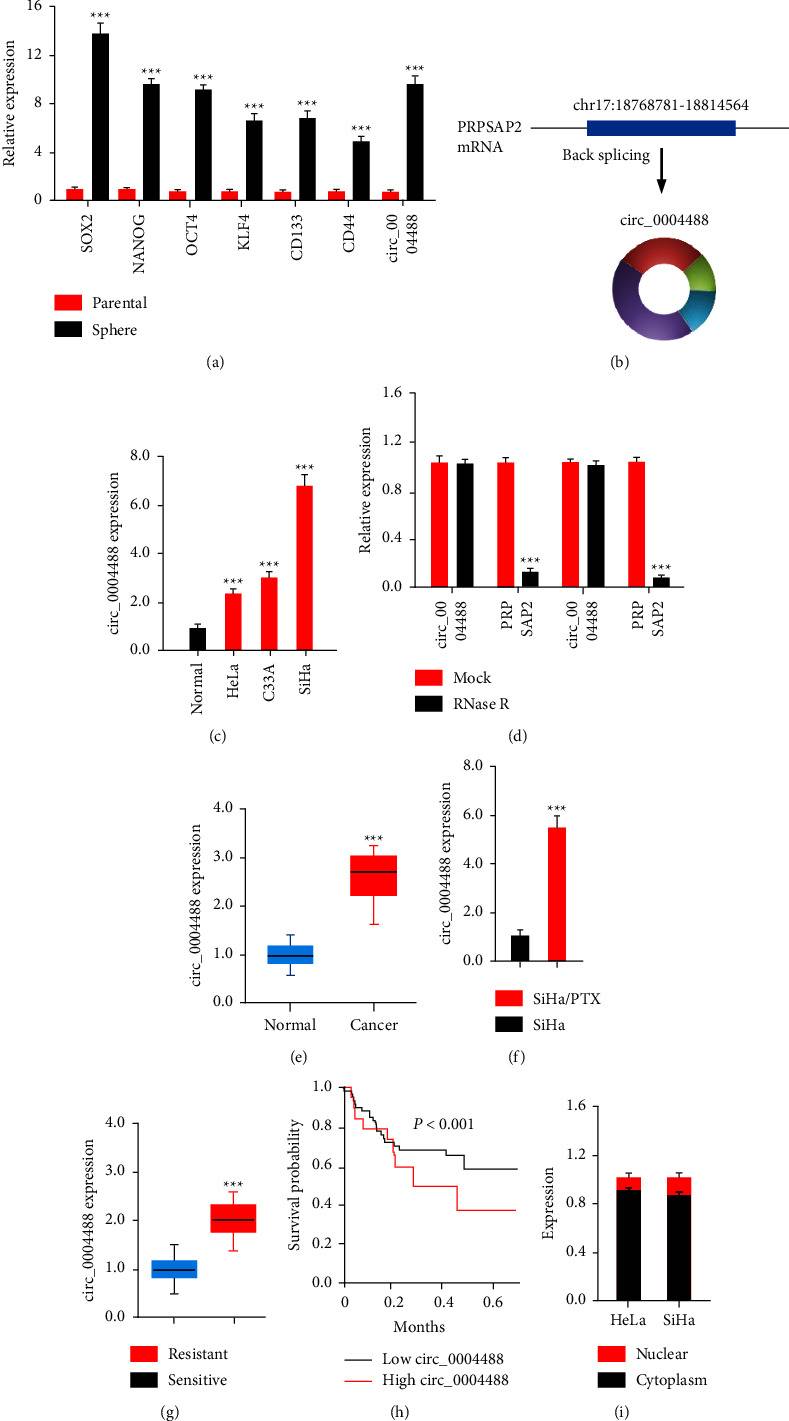 16
12
8
4
0
Relative expression
***
***
***
***
***
***
***
SOX2
NANOG
OCT4
KLF4
CD133
CD44
circ_00
04488
Parental
Sphere
(a)
chr17:18768781-18814564
PRPSAP2
mRNA
Back splicing
circ_0004488
(b)
8.0
6.0
4.0
2.0
0.0
circ_0004488 expression
***
***
***
Normal
HeLa
C33A
SiHa
(c)
1.6
1.2
0.8
0.4
0.0
Relative expression
***
***
circ_00
04488
PRP
SAP2
circ_00
04488
PRP
SAP2
Mock
RNase R
(d)
4.0
3.0
2.0
1.0
0.0
circ_0004488 expression
***
Normal
Cancer
(e)
8.0
6.0
4.0
2.0
0.0
circ_0004488 expression
***
SiHa/PTX
SiHa
(f)
4.0
3.0
2.0
1.0
0.0
circ_0004488 expression
***
Resistant
Sensitive
(g)
1.0
0.8
0.6
0.4
0.2
0.0
Survival probability
P < 0.001
0
0.2
0.4
0.6
Months
Low circ_0004488
High circ_0004488
(h)
1.6
1.2
0.8
0.4
0.0
Expression
HeLa
SiHa
Nuclear
Cytoplasm
(i)